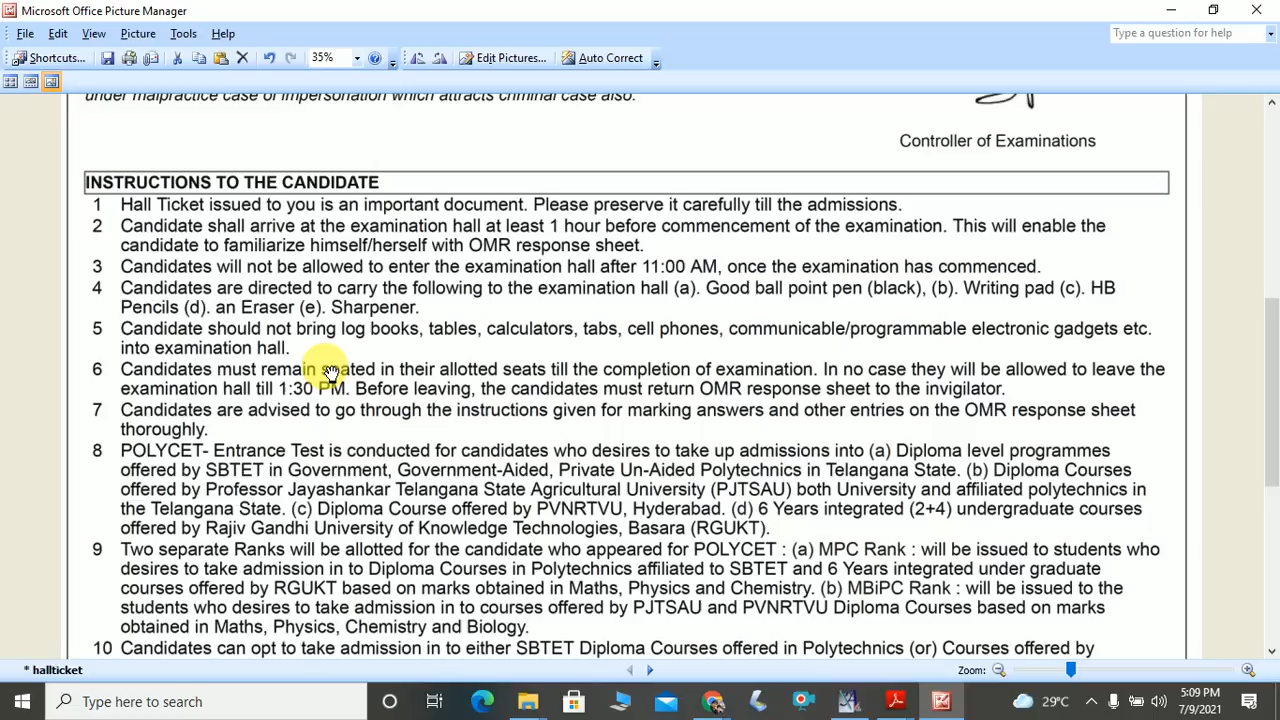 Microsoft Office Picture Manager
File Edit View Picture Tools Help
Type a question for help
Shortcuts... 35% Edit Pictures... Auto Correct
under malpractice case of impersonation which attracts criminal case also.
Controller of Examinations
INSTRUCTIONS TO THE CANDIDATE
1 Hall Ticket issued to you is an important document. Please preserve it carefully till the admissions.
2 Candidate shall arrive at the examination hall at least 1 hour before commencement of the examination. This will enable the
candidate to familiarize himself/herself with OMR response sheet.
3 Candidates will not be allowed to enter the examination hall after 11:00 AM, once the examination has commenced.
4 Candidates are directed to carry the following to the examination hall (a). Good ball point pen (black), (b). Writing pad (c). HB
Pencils (d). an Eraser (e). Sharpener.
5 Candidate should not bring log books, tables, calculators, tabs, cell phones, communicable/programmable electronic gadgets etc.
into examination hall.
6 Candidates must remain seated in their allotted seats till the completion of examination. In no case they will be allowed to leave the
examination hall till 1:30 PM. Before leaving, the candidates must return OMR response sheet to the invigilator.
7 Candidates are advised to go through the instructions given for marking answers and other entries on the OMR response sheet
thoroughly.
8 POLYCET- Entrance Test is conducted for candidates who desires to take up admissions into (a) Diploma level programmes
offered by SBTET in Government, Government-Aided, Private Un-Aided Polytechnics in Telangana State. (b) Diploma Courses
offered by Professor Jayashankar Telangana State Agricultural University (PJTSAU) both University and affiliated polytechnics in
the Telangana State. (c) Diploma Course offered by PVNRTVU, Hyderabad. (d) 6 Years integrated (2+4) undergraduate courses
offered by Rajiv Gandhi University of Knowledge Technologies, Basara (RGUKT).
9 Two separate Ranks will be allotted for the candidate who appeared for POLYCET : (a) MPC Rank : will be issued to students who
desires to take admission in to Diploma Courses in Polytechnics affiliated to SBTET and 6 Years integrated under graduate
courses offered by RGUKT based on marks obtained in Maths, Physics and Chemistry. (b) MBiPC Rank : will be issued to the
students who desires to take admission in to courses offered by PJTSAU and PVNRTVU Diploma Courses based on marks
obtained in Maths, Physics, Chemistry and Biology.
10 Candidates can opt to take admission in to either SBTET Diploma Courses offered in Polytechnics (or) Courses offered by
* hallticket
Zoom:
Type here to search
29°C
5:09 PM
7/9/2021